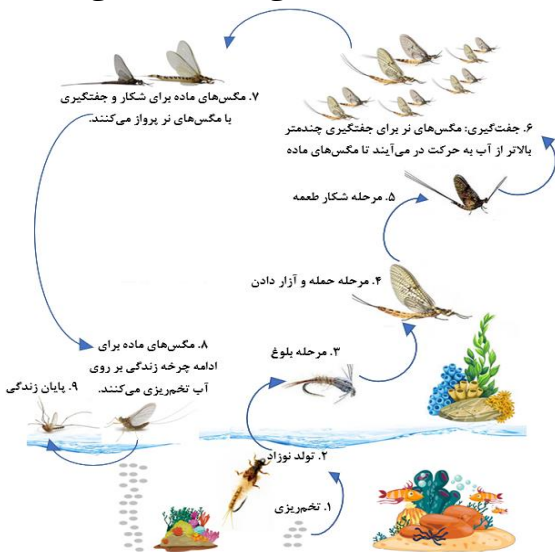 ۱. تخم‌ریزی
۲. تولد نوزاد
۳. مرحله بلوغ
۴. مرحله حمله و آزار دادن
۵. مرحله شکار طعمه
۶. جفت‌گیری: مگس‌های نر برای جفتگیری چندمتر
بالاتر از آب به حرکت در می‌آیند تا مگس‌های ماده
۷. مگس‌های ماده برای شکار و جفتگیری
با مگس‌های نر پرواز می‌کنند.
۸. مگس‌های ماده برای
ادامه چرخه زندگی بر روی
آب تخم‌ریزی می‌کنند.
۹. پایان زندگی